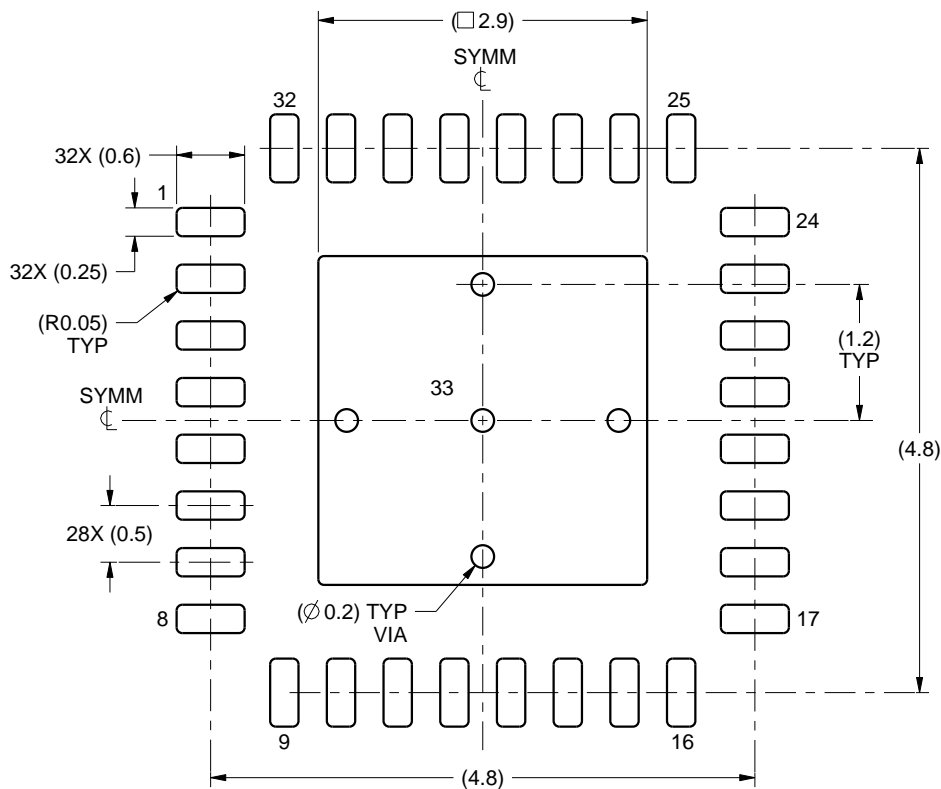 (□ 2.9)
SYMM
℄
32
25
32X (0.6)
1
24
32X (0.25)
(R0.05)
TYP
(1.2)
TYP
33
SYMM
℄
(4.8)
28X (0.5)
8
(∅ 0.2) TYP
VIA
17
9
16
(4.8)